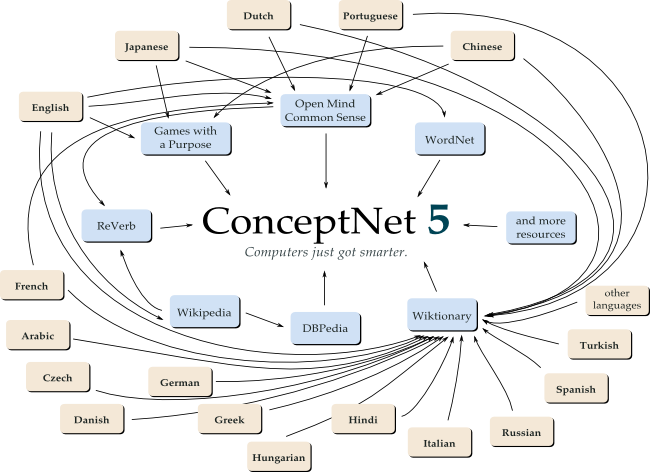 Dutch
Portuguese
Japanese
Chinese
English
Open Mind
Common Sense
Games with
a Purpose
WordNet
ReVerb
ConceptNet 5
Computers just got smarter.
and more
resources
French
Wikipedia
DBPedia
Wiktionary
other
languages
Arabic
Turkish
Czech
German
Spanish
Danish
Greek
Hindi
Russian
Italian
Hungarian